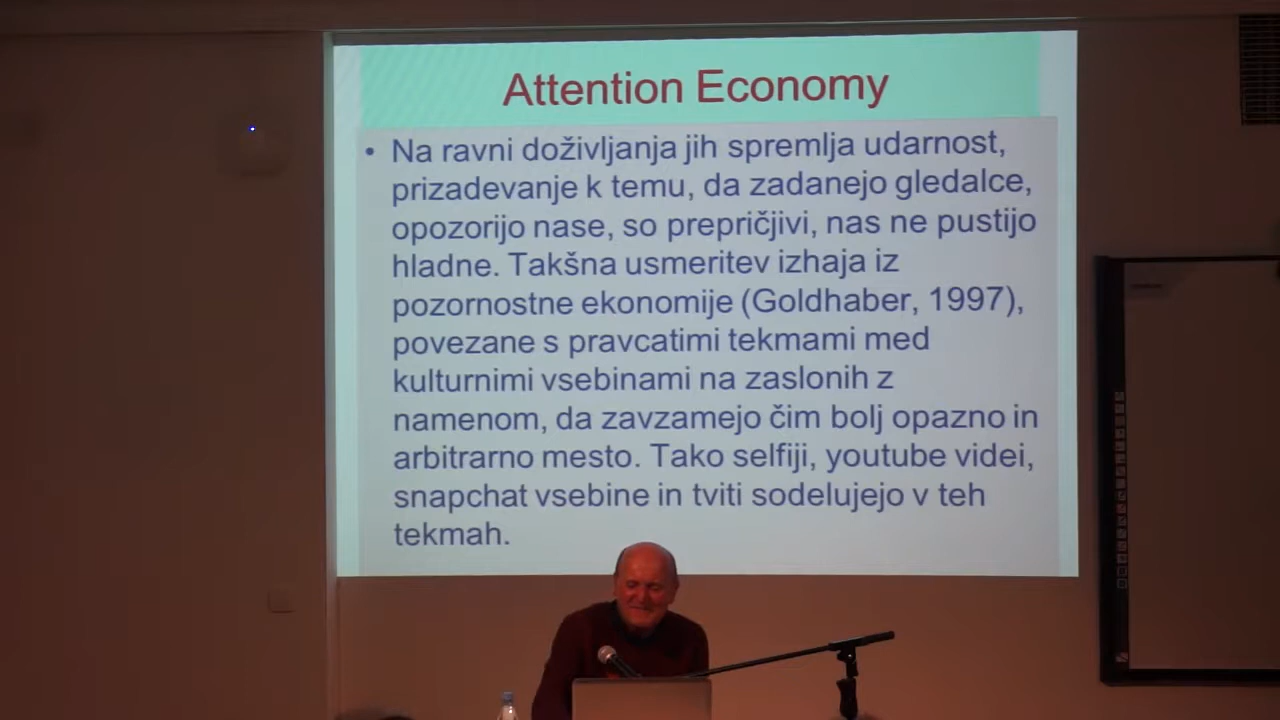 Attention Economy
• Na ravni doživljanja jih spremlja udarnost,
prizadevanje k temu, da zadanejo gledalce,
opozorijo nase, so prepričjivi, nas ne pustijo
hladne. Takšna usmeritev izhaja iz
pozornostne ekonomije (Goldhaber, 1997),
povezane s pravcatimi tekmami med
kulturnimi vsebinami na zaslonih z
namenom, da zavzamejo čim bolj opazno in
arbitrarno mesto. Tako selfiji, youtube videi,
snapchat vsebine in tviti sodelujejo v teh
tekmah.